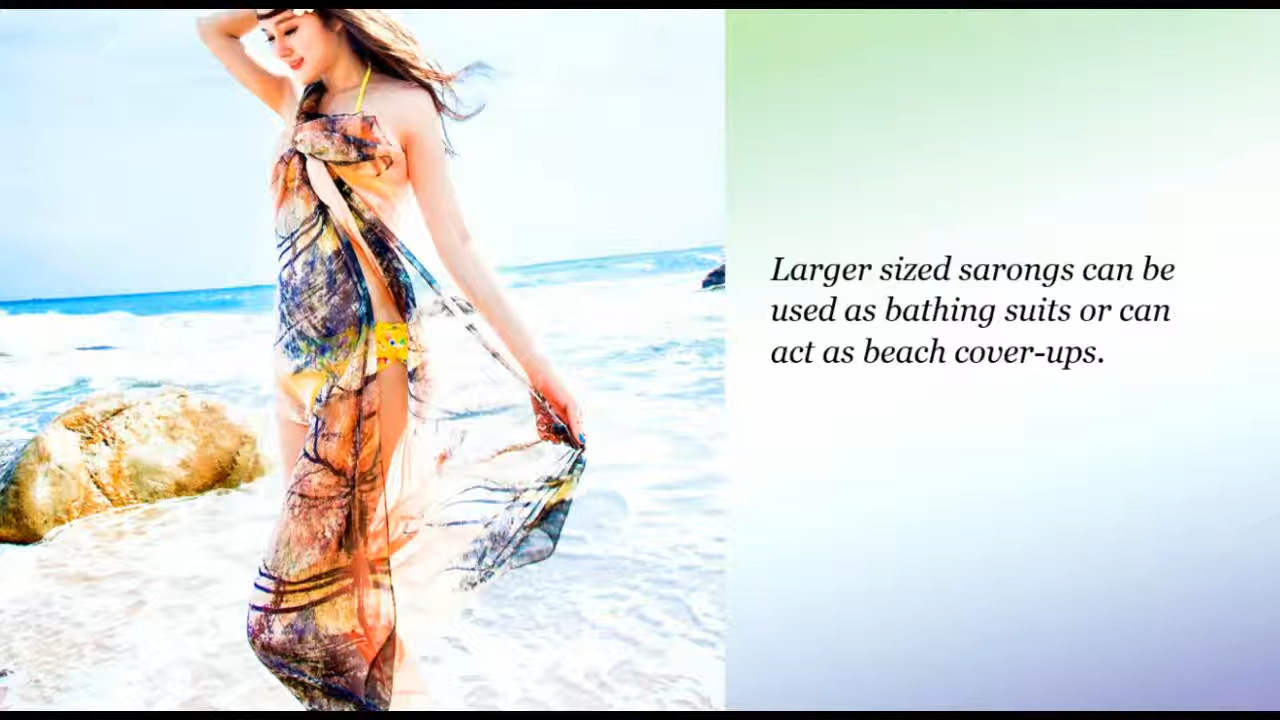 Larger sized sarongs can be
used as bathing suits or can
act as beach cover-ups.